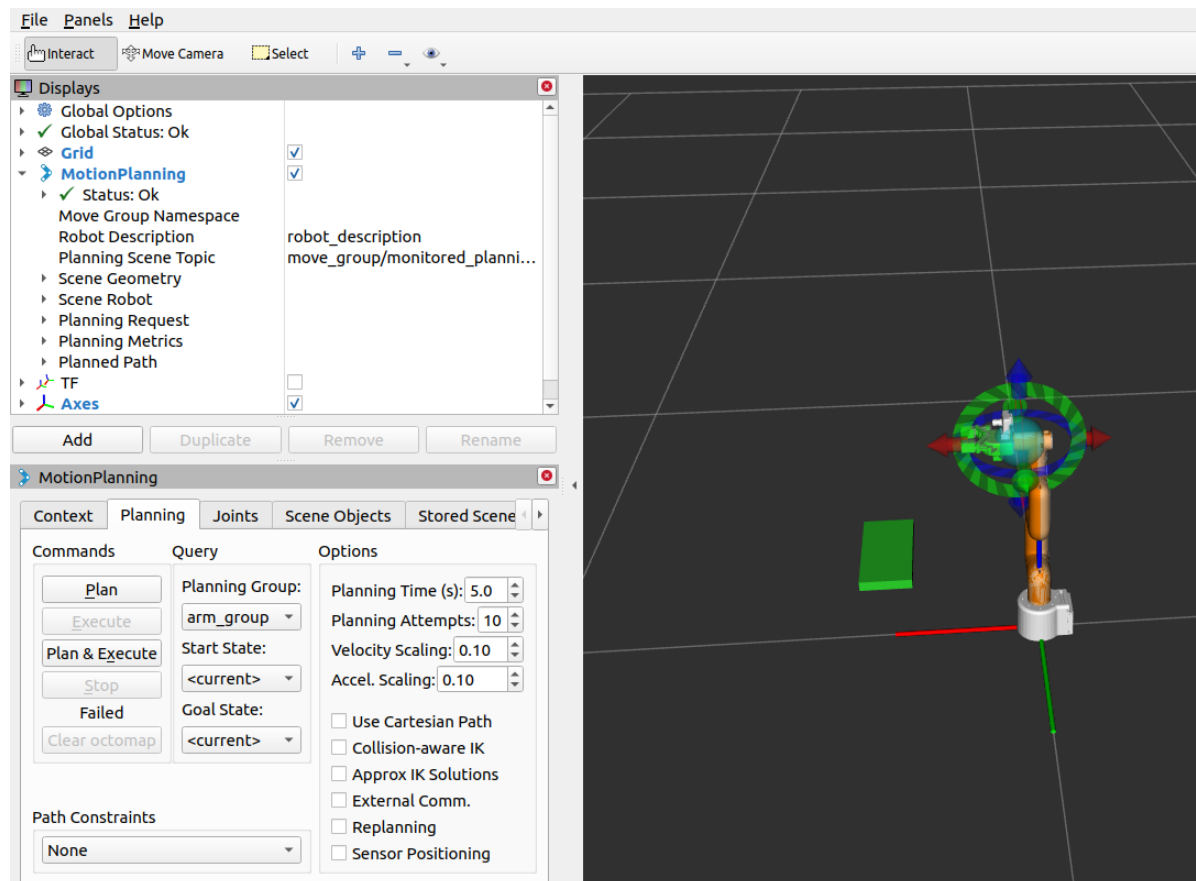 File Panels Help
Interact Move Camera Select
Displays
Global Options
Global Status: Ok
Grid
MotionPlanning
Status: Ok
Move Group Namespace
Robot Description robot_description
Planning Scene Topic move_group/monitored_planni...
Scene Geometry
Scene Robot
Planning Request
Planning Metrics
Planned Path
TF
Axes
Add Duplicate Remove Rename
MotionPlanning
Context Planning Joints Scene Objects Stored Scene
Commands Query Options
Plan Planning Group: Planning Time (s): 5.0
Execute arm_group Planning Attempts: 10
Plan & Execute Start State: Velocity Scaling: 0.10
Stop <current> Accel. Scaling: 0.10
Failed Goal State: Use Cartesian Path
Clear octomap <current> Collision-aware IK
Approx IK Solutions
External Comm.
Path Constraints Replanning
None Sensor Positioning